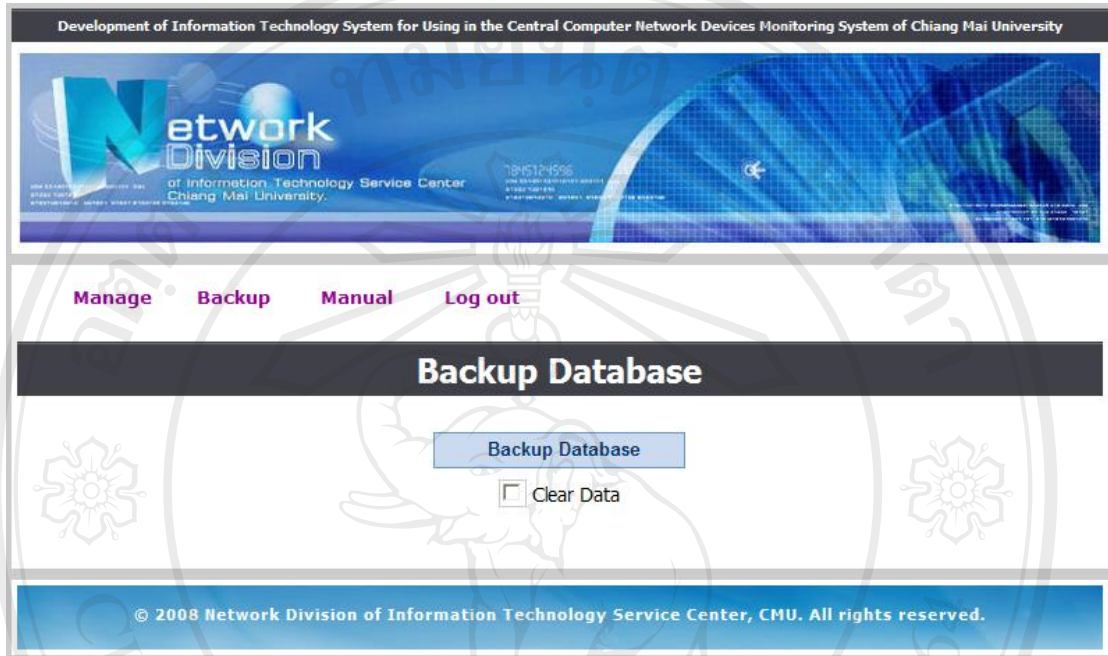 Development of Information Technology System for Using in the Central Computer Network Devices Monitoring System of Chiang Mai University
Network
Division
of Information Technology Service Center
Chiang Mai University.
7845124596
Manage Backup Manual Log out
Backup Database
Backup Database
Clear Data
© 2008 Network Division of Information Technology Service Center, CMU. All rights reserved.